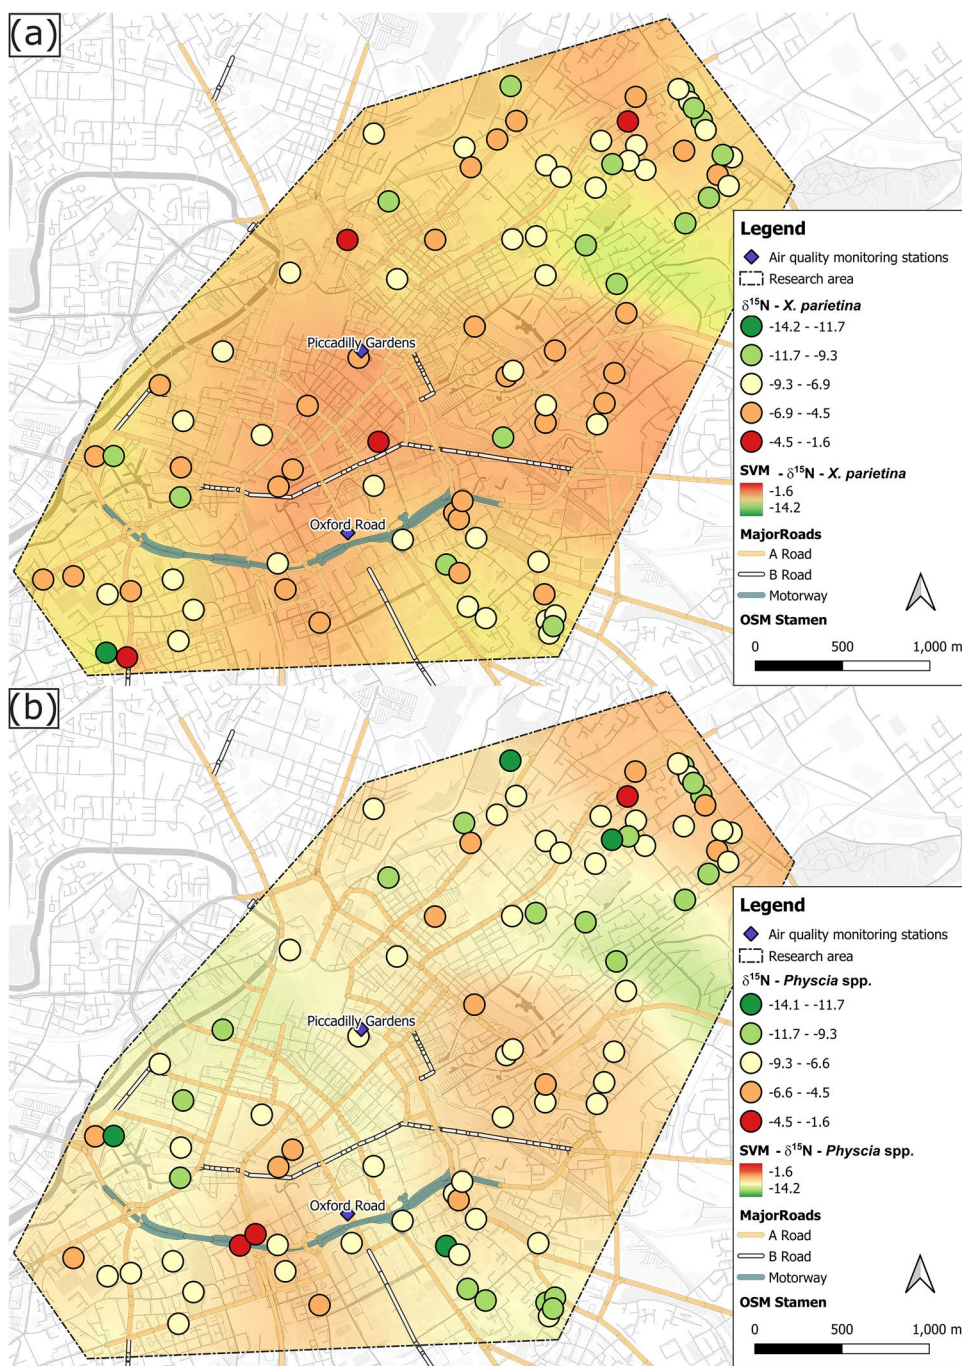 (a)
Piccadilly Gardens
Oxford Road
Legend
Air quality monitoring stations
Research area
δ15N - X. parietina
-14.2 - -11.7
-11.7 - -9.3
-9.3 - -6.9
-6.9 - -4.5
-4.5 - -1.6
SVM - δ15N - X. parietina
-1.6
-14.2
MajorRoads
A Road
B Road
Motorway
OSM Stamen
0 500 1,000 m
(b)
Piccadilly Gardens
Oxford Road
Legend
Air quality monitoring stations
Research area
δ15N - Physcia spp.
-14.1 - -11.7
-11.7 - -9.3
-9.3 - -6.6
-6.6 - -4.5
-4.5 - -1.6
SVM - δ15N - Physcia spp.
-1.6
-14.2
MajorRoads
A Road
B Road
Motorway
OSM Stamen
0 500 1,000 m